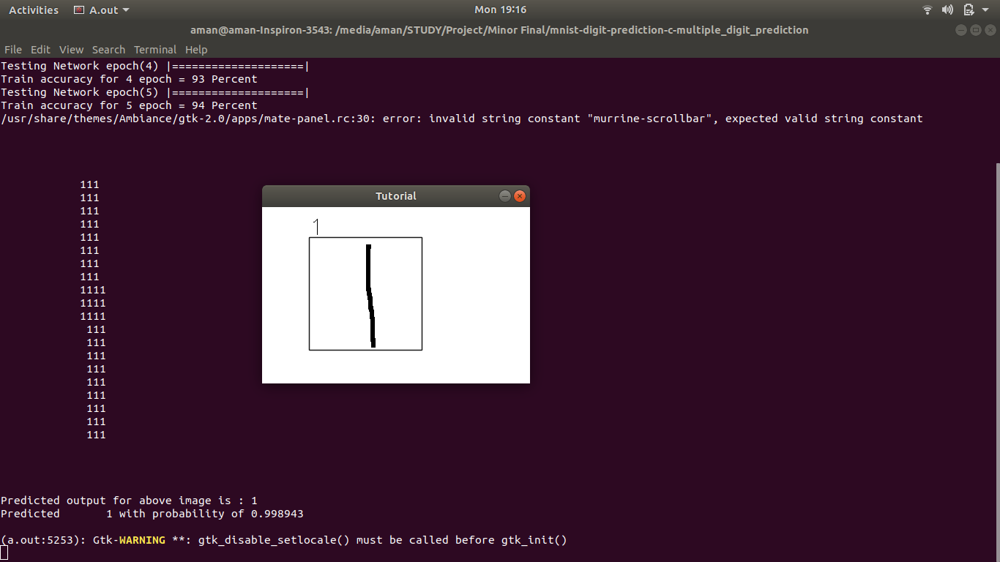 Activities A.out Mon 19:16
aman@aman-Inspiron-3543: /media/aman/STUDY/Project/Minor Final/mnist-digit-prediction-c-multiple_digit_prediction
File Edit View Search Terminal Help
Testing Network epoch(4) |====================|
Train accuracy for 4 epoch = 93 Percent
Testing Network epoch(5) |====================|
Train accuracy for 5 epoch = 94 Percent
/usr/share/themes/Ambiance/gtk-2.0/apps/mate-panel.rc:30: error: invalid string constant "murrine-scrollbar", expected valid string constant
111
111
111
111
111
111
111
111
1111
1111
1111
111
111
111
111
111
111
111
111
111
Tutorial
1
1
Predicted output for above image is : 1
Predicted 1 with probability of 0.998943
(a.out:5253): Gtk-WARNING **: gtk_disable_setlocale() must be called before gtk_init()